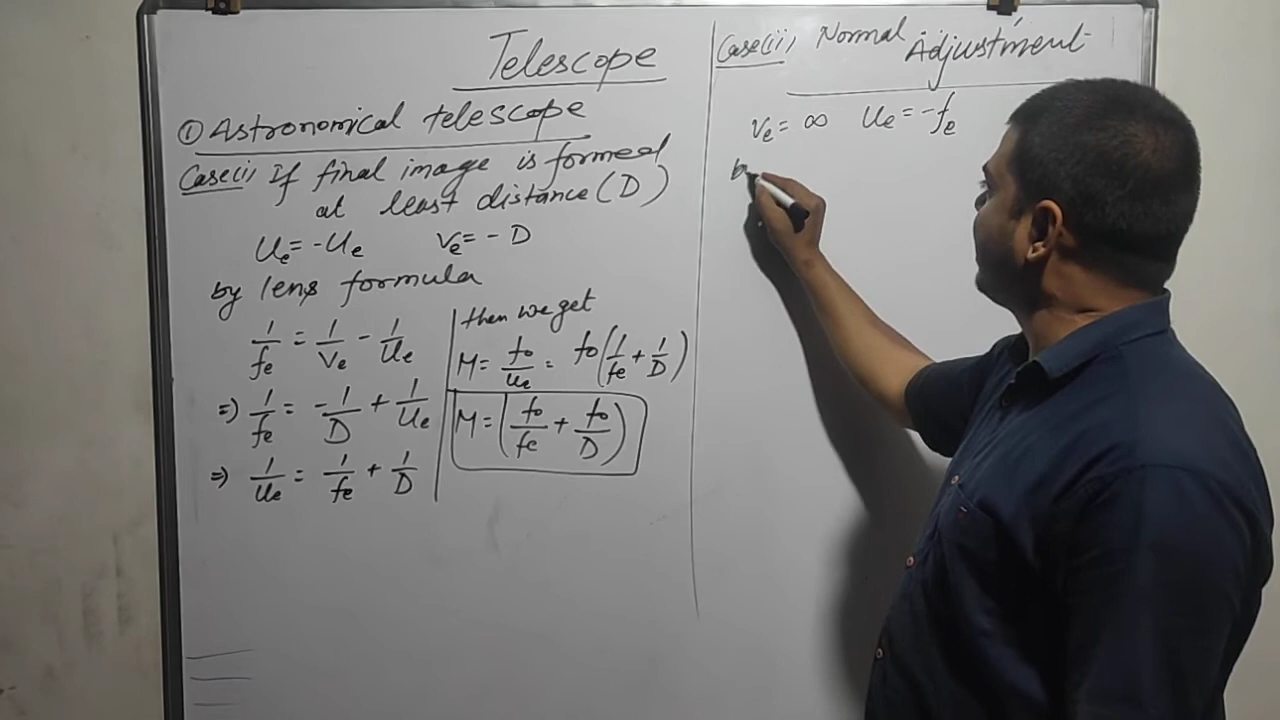 Telescope
① Astronomical telescope
Case(i), If final image is formed
at least distance (D)
Ue = -Ue   Ve = - D
by lens formula
1/fe = 1/Ve - 1/Ue
=) 1/fe = -1/D + 1/Ue
=) 1/Ue = 1/fe + 1/D
then we get
M = fo/Ue = fo(1/fe + 1/D)
M = (fo/fe + fo/D)
Case(ii), Normal Adjustment
Ve = ∞   Ue = -fe
b